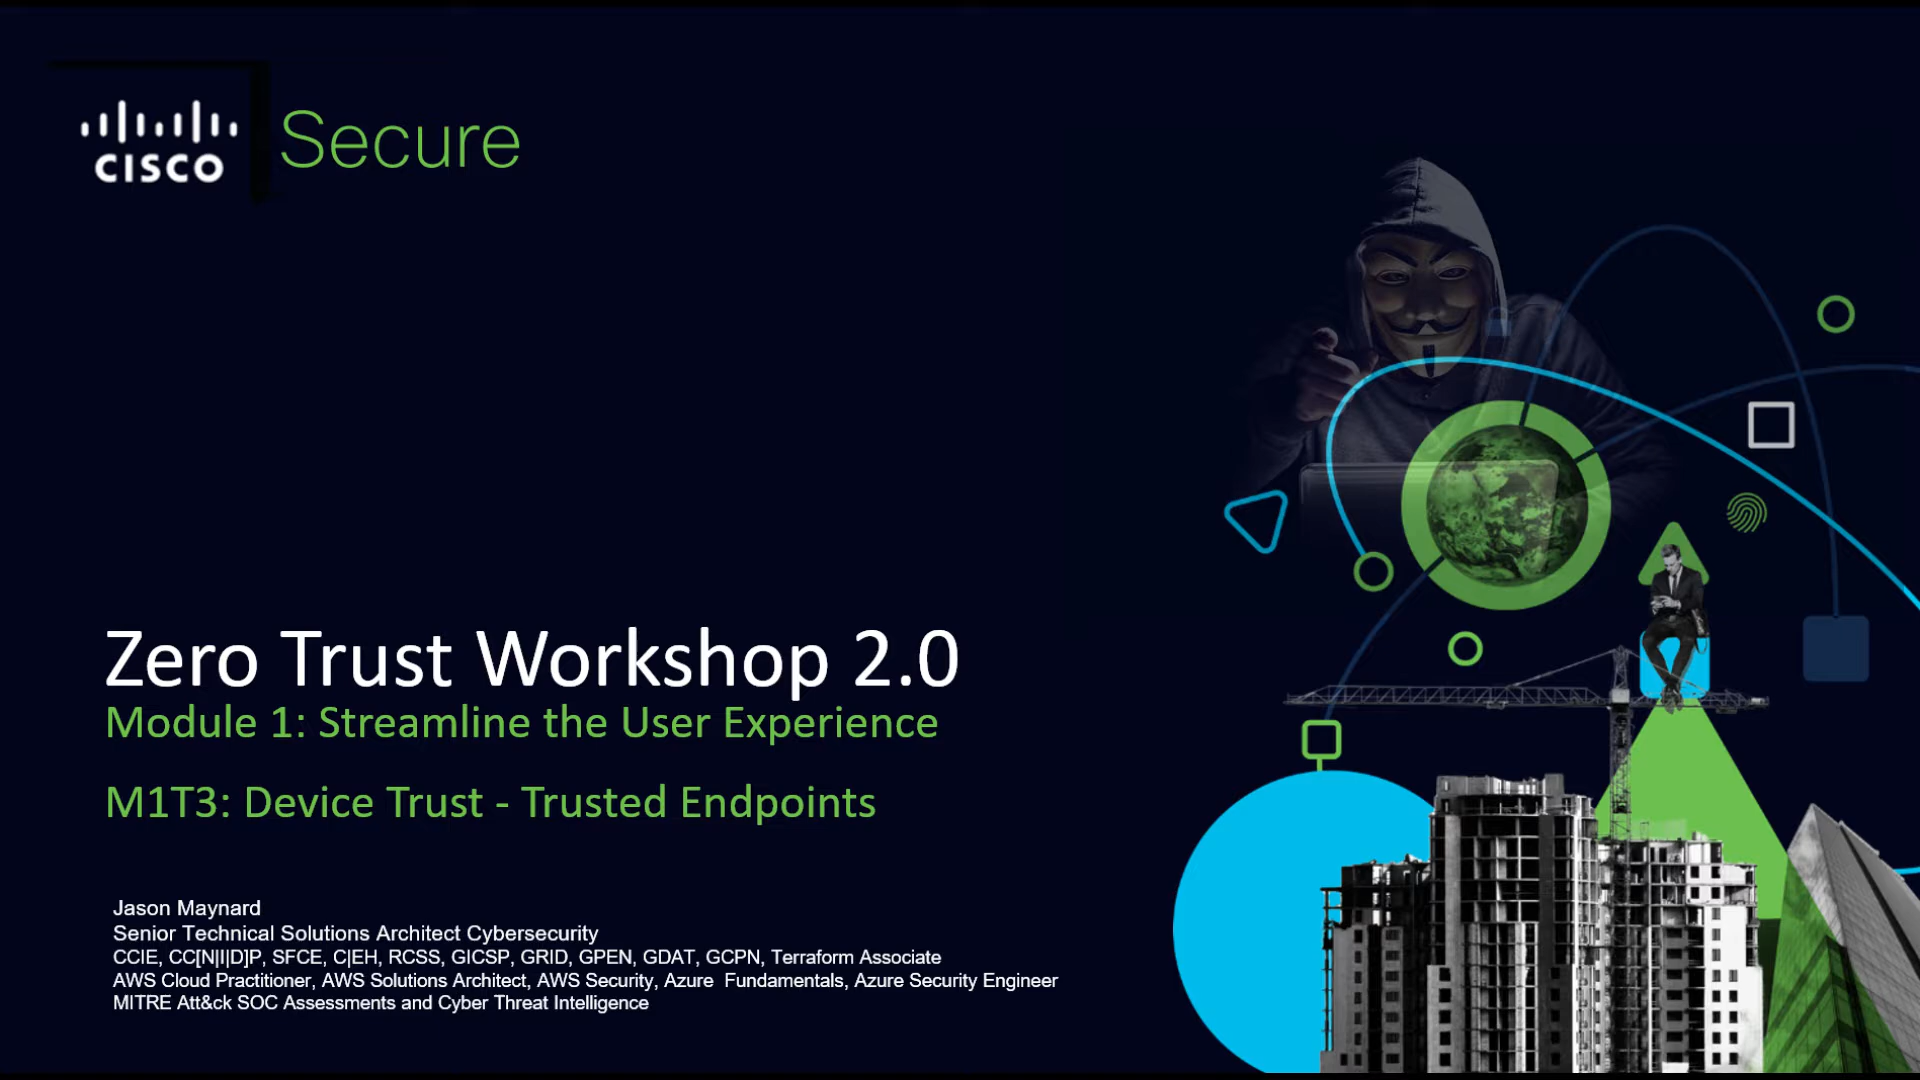 CISCO
Secure
Zero Trust Workshop 2.0
Module 1: Streamline the User Experience
M1T3: Device Trust - Trusted Endpoints
Jason Maynard
Senior Technical Solutions Architect Cybersecurity
CCIE, CC[N|I|D]P, SFCE, C|EH, RCSS, GICSP, GRID, GPEN, GDAT, GCPN, Terraform Associate
AWS Cloud Practitioner, AWS Solutions Architect, AWS Security, Azure  Fundamentals, Azure Security Engineer
MITRE Att&ck SOC Assessments and Cyber Threat Intelligence